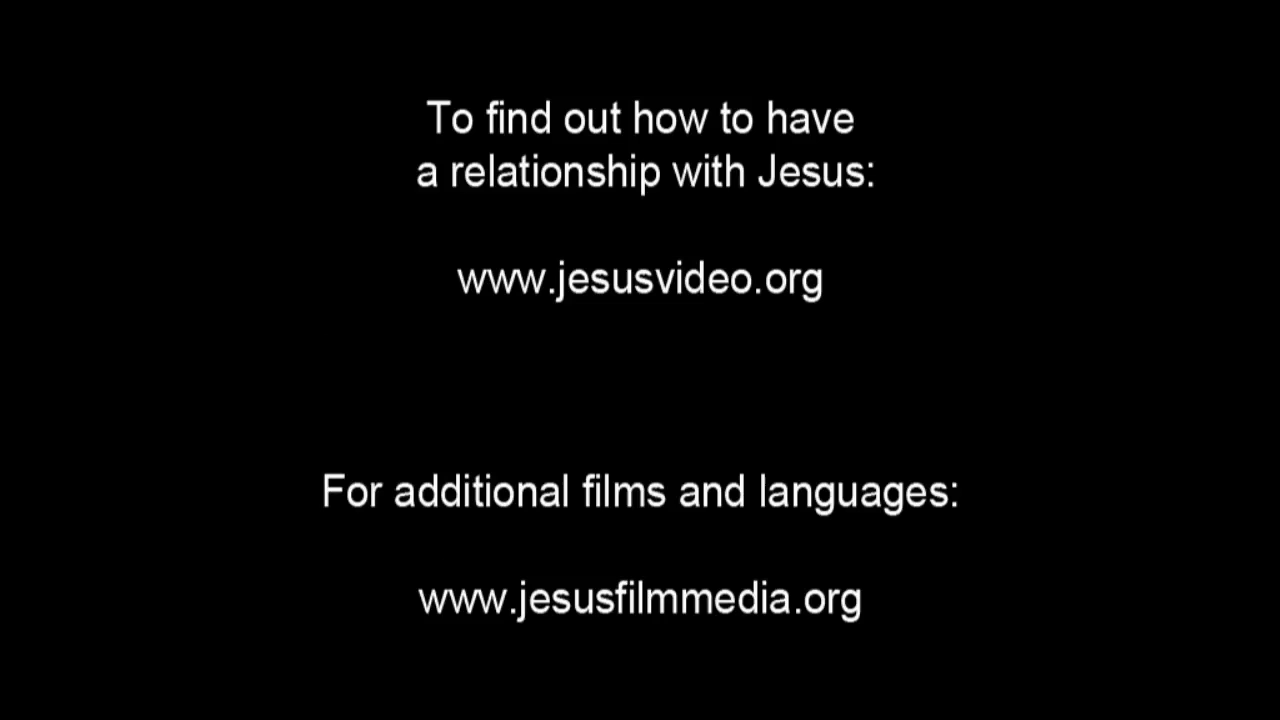 To find out how to have
a relationship with Jesus:
www.jesusvideo.org
For additional films and languages:
www.jesusfilmmedia.org